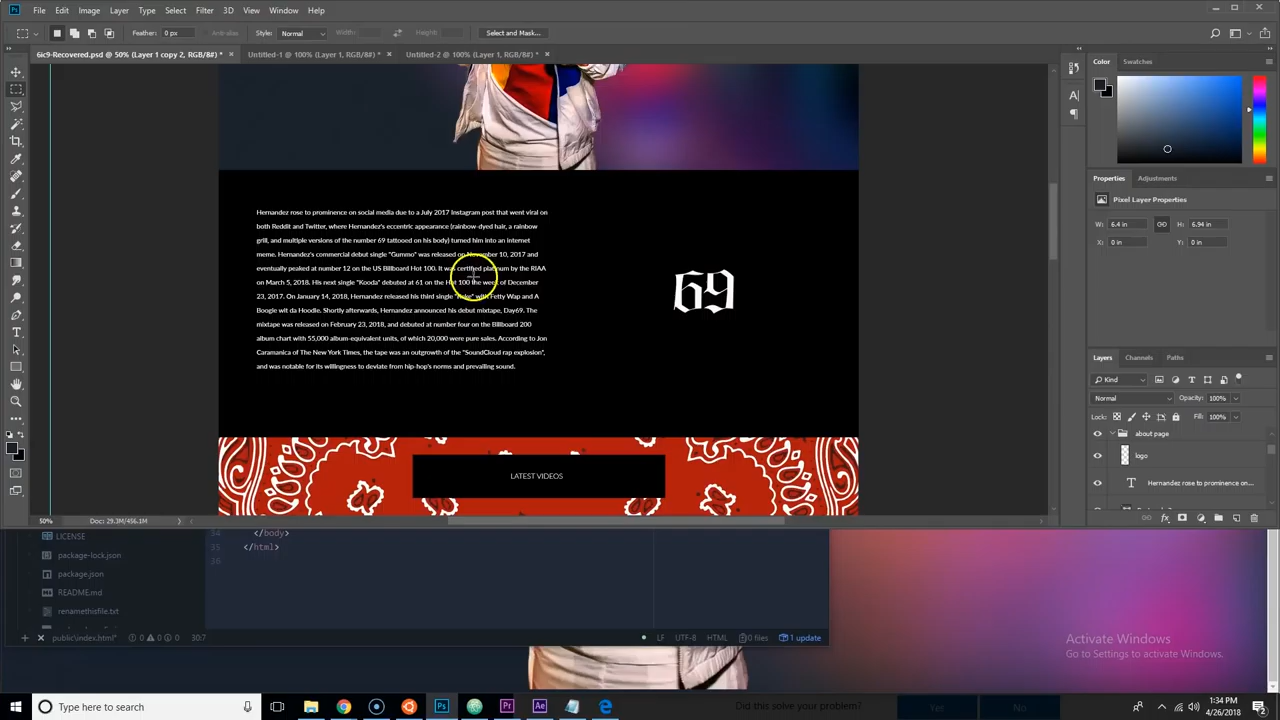 File Edit Image Layer Type Select Filter 3D View Window Help
Feather: 0 px Anti-alias Style: Normal Width: Height: Select and Mask...
6ic9-Recovered.psd @ 50% (Layer 1 copy 2, RGB/8#) * × Untitled-1 @ 100% (Layer 1, RGB/8#) * × Untitled-2 @ 100% (Layer 1, RGB/8#) * ×
Color Swatches
Properties Adjustments
Pixel Layer Properties
W: 6.4 in H: 6.94 in
X: 0 in Y: 0 in
Hernandez rose to prominence on social media due to a July 2017 Instagram post that went viral on
both Reddit and Twitter, where Hernandez's eccentric appearance (rainbow-dyed hair, a rainbow
grill, and multiple versions of the number 69 tattooed on his body) turned him into an internet
meme. Hernandez's commercial debut single "Gummo" was released on November 10, 2017 and
eventually peaked at number 12 on the US Billboard Hot 100. It was certified platinum by the RIAA
on March 5, 2018. His next single "Kooda" debuted at 61 on the Hot 100 the week of December
23, 2017. On January 14, 2018, Hernandez released his third single "Keke" with Fetty Wap and A
Boogie wit da Hoodie. Shortly afterwards, Hernandez announced his debut mixtape, Day69. The
mixtape was released on February 23, 2018, and debuted at number four on the Billboard 200
album chart with 55,000 album-equivalent units, of which 20,000 were pure sales. According to Jon
Caramanica of The New York Times, the tape was an outgrowth of the "SoundCloud rap explosion",
and was notable for its willingness to deviate from hip-hop's norms and prevailing sound.
69
LATEST VIDEOS
Layers Channels Paths
Kind
Normal Opacity: 100%
Lock: Fill: 100%
about page
logo
T Hernandez rose to prominence on...
50% Doc: 29.3M/456.1M
LICENSE
package-lock.json
package.json
README.md
renamethisfile.txt
34 </body>
35 </html>
36
public\index.html* 0 0 0 30:7 LF UTF-8 HTML 0 files 1 update
Activate Windows
Go to Settings to activate Windows.
Type here to search
Did this solve your problem? Yes No
1:34 PM
4/26/2018